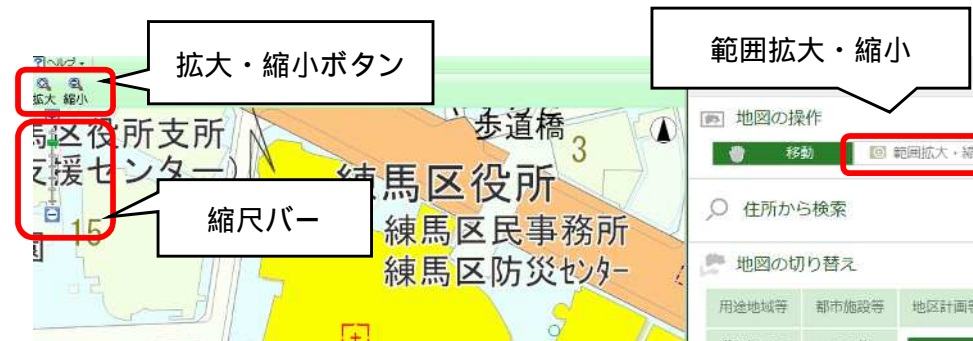 ヘルプ
拡大・縮小ボタン
範囲拡大・縮小
拡大 縮小
区役所支所
支援センター)
歩道橋
3
練馬区役所
練馬区民事務所
練馬区防災センター
縮尺バー
15
地図の操作
移動
範囲拡大・縮
住所から検索
地図の切り替え
用途地域等 都市施設等 地区計画等